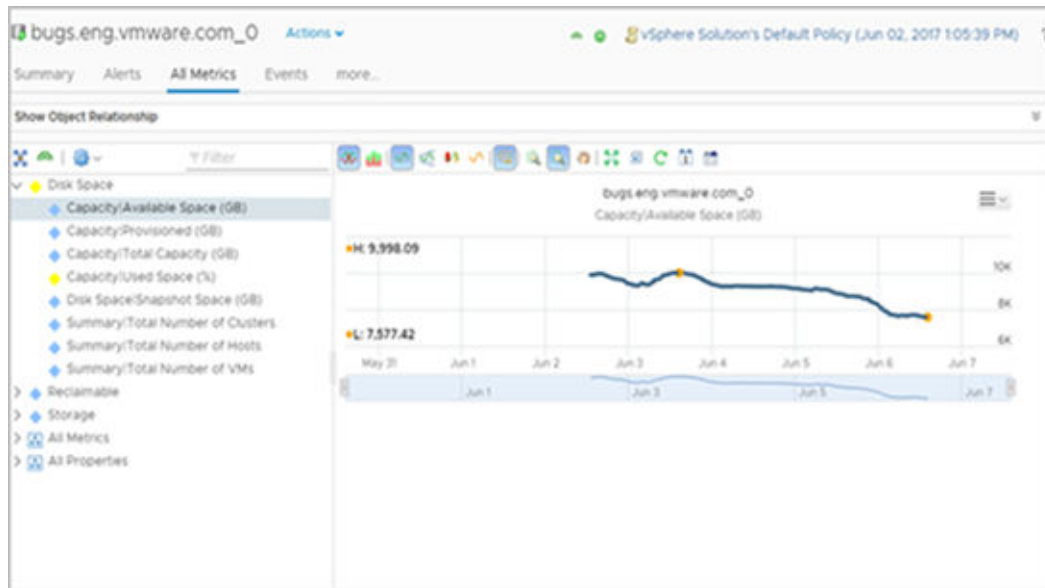 bugs.eng.vmware.com_0 Actions vSphere Solution's Default Policy (Jun 02, 2017 1:05:39 PM) ?
Summary Alerts All Metrics Events more...
Show Object Relationship
Filter
Disk Space
Capacity|Available Space (GB)
Capacity|Provisioned (GB)
Capacity|Total Capacity (GB)
Capacity|Used Space (%)
Disk Space|Snapshot Space (GB)
Summary|Total Number of Clusters
Summary|Total Number of Hosts
Summary|Total Number of VMs
Reclaimable
Storage
All Metrics
All Properties
bugs.eng.vmware.com_0
Capacity|Available Space (GB)
H: 9,998.09
10K
8K
L: 7,577.42
6K
May 31 Jun 1 Jun 2 Jun 3 Jun 4 Jun 5 Jun 6 Jun 7
Jun 1 Jun 3 Jun 5 Jun 7